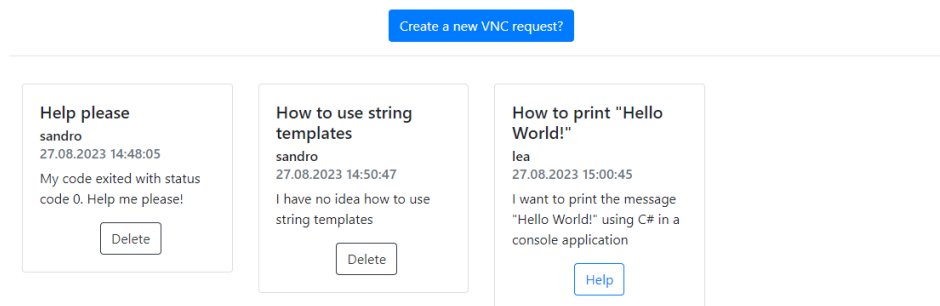 Create a new VNC request?
Help please
sandro
27.08.2023 14:48:05
My code exited with status
code 0. Help me please!
Delete
How to use string
templates
sandro
27.08.2023 14:50:47
I have no idea how to use
string templates
Delete
How to print "Hello
World!"
lea
27.08.2023 15:00:45
I want to print the message
"Hello World!" using C# in a
console application
Help